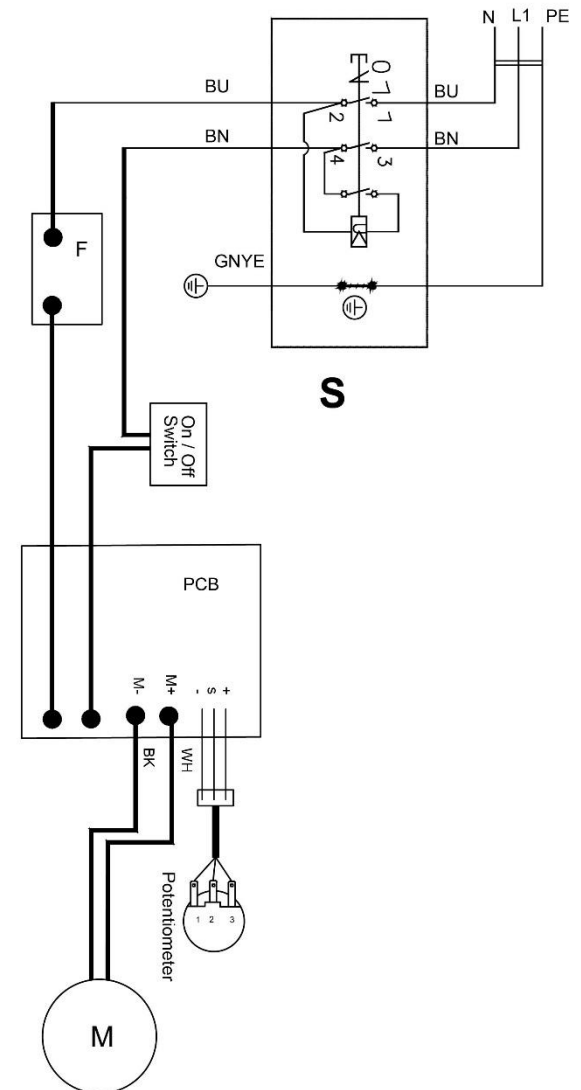 N L1 PE
0
BU
BU
2
1
BN
BN
4
3
U<
GNYE
S
F
On / Off
Switch
PCB
M-
M+
-
s
+
BK
WH
1 2 3
Potentiometer
M